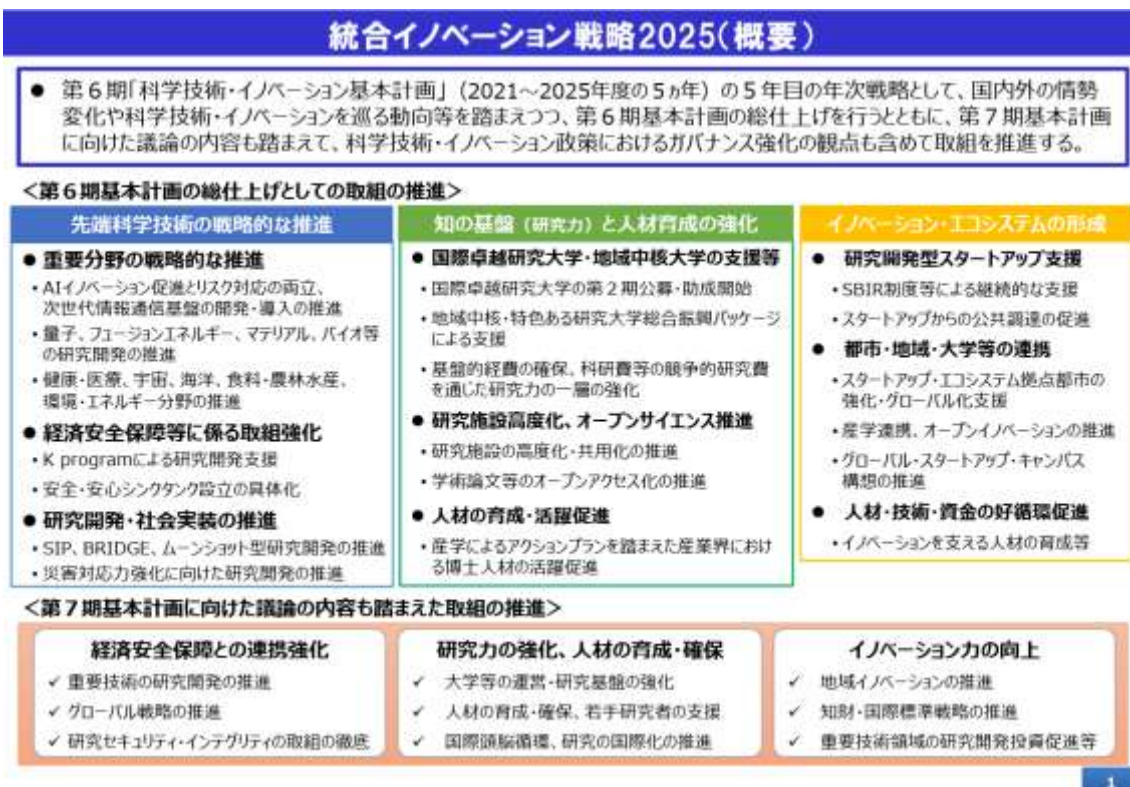 統合イノベーション戦略2025(概要)
● 第6期「科学技術・イノベーション基本計画」(2021~2025年度の5ヵ年)の5年目の年次戦略として、国内外の情勢
変化や科学技術・イノベーションを巡る動向等を踏まえつつ、第6期基本計画の総仕上げを行うとともに、第7期基本計画
に向けた議論の内容も踏まえて、科学技術・イノベーション政策におけるガバナンス強化の観点も含めて取組を推進する。
<第6期基本計画の総仕上げとしての取組の推進>
先端科学技術の戦略的な推進
● 重要分野の戦略的な推進
・AIイノベーション促進とリスク対応の両立、
次世代情報通信基盤の開発・導入の推進
・量子、フュージョンエネルギー、マテリアル、バイオ等
の研究開発の推進
・健康・医療、宇宙、海洋、食料・農林水産、
環境・エネルギー分野の推進
● 経済安全保障等に係る取組強化
・K programによる研究開発支援
・安全・安心シンクタンク設立の具体化
● 研究開発・社会実装の推進
・SIP、BRIDGE、ムーンショット型研究開発の推進
・災害対応力強化に向けた研究開発の推進
知の基盤(研究力)と人材育成の強化
● 国際卓越研究大学・地域中核大学の支援等
・国際卓越研究大学の第2期公募・助成開始
・地域中核・特色ある研究大学総合振興パッケージ
による支援
・基盤的経費の確保、科研費等の競争的研究費
を通じた研究力の一層の強化
● 研究施設高度化、オープンサイエンス推進
・研究施設の高度化・共用化の推進
・学術論文等のオープンアクセス化の推進
● 人材の育成・活躍促進
・産学によるアクションプランを踏まえた産業界におけ
る博士人材の活躍促進
イノベーション・エコシステムの形成
● 研究開発型スタートアップ支援
・SBIR制度等による継続的な支援
・スタートアップからの公共調達の促進
● 都市・地域・大学等の連携
・スタートアップ・エコシステム拠点都市の
強化・グローバル化支援
・産学連携、オープンイノベーションの推進
・グローバル・スタートアップ・キャンパス
構想の推進
● 人材・技術・資金の好循環促進
・イノベーションを支える人材の育成等
<第7期基本計画に向けた議論の内容も踏まえた取組の推進>
経済安全保障との連携強化
✓ 重要技術の研究開発の推進
✓ グローバル戦略の推進
✓ 研究セキュリティ・インテグリティの取組の徹底
研究力の強化、人材の育成・確保
✓ 大学等の運営・研究基盤の強化
✓ 人材の育成・確保、若手研究者の支援
✓ 国際頭脳循環、研究の国際化の推進
イノベーション力の向上
✓ 地域イノベーションの推進
✓ 知財・国際標準戦略の推進
✓ 重要技術領域の研究開発投資促進等
1